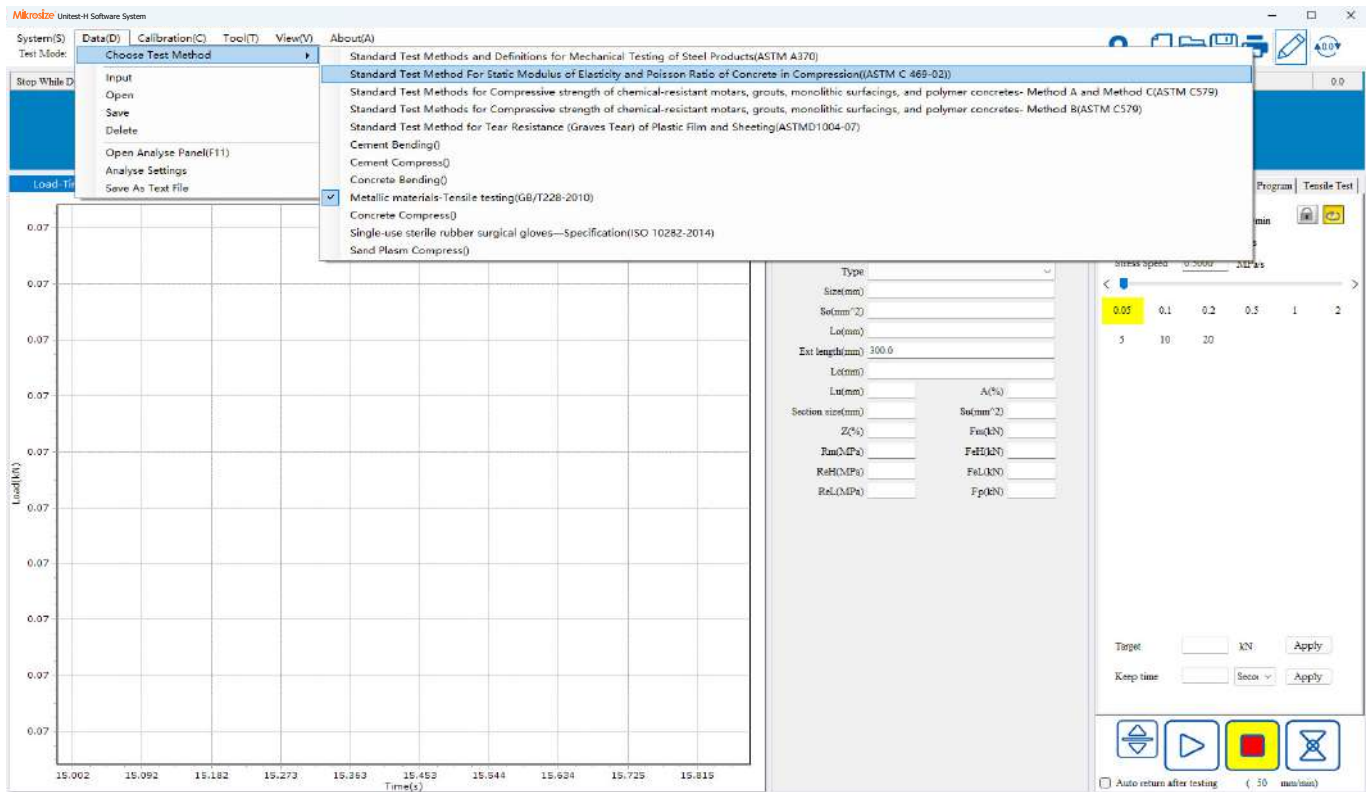 Mikrosize Unitest-H Software System
System(S) Data(D) Calibration(C) Tool(T) View(V) About(A)
Test Mode:
Choose Test Method
Stop While D
Input
Open
Save
Delete
Open Analyse Panel(F11)
Analyse Settings
Save As Text File
Standard Test Methods and Definitions for Mechanical Testing of Steel Products(ASTM A370)
Standard Test Method For Static Modulus of Elasticity and Poisson Ratio of Concrete in Compression((ASTM C 469-02))
Standard Test Methods for Compressive strength of chemical-resistant motars, grouts, monolithic surfacings, and polymer concretes- Method A and Method C(ASTM C579)
Standard Test Methods for Compressive strength of chemical-resistant motars, grouts, monolithic surfacings, and polymer concretes- Method B(ASTM C579)
Standard Test Method for Tear Resistance (Graves Tear) of Plastic Film and Sheeting(ASTMD1004-07)
Cement Bending()
Cement Compress()
Concrete Bending()
Metallic materials-Tensile testing(GB/T228-2010)
Concrete Compress()
Single-use sterile rubber surgical gloves—Specification(ISO 10282-2014)
Sand Plasm Compress()
0.0
0.0
Load-Ti
Program Tensile Test
min
Stress Speed 0.5000 MPa/s
0.05 0.1 0.2 0.5 1 2
5 10 20
Type
Size(mm)
So(mm^2)
Lo(mm)
Ext length(mm) 300.0
Lc(mm)
Lu(mm) A(%)
Section size(mm) Su(mm^2)
Z(%) Fm(kN)
Rm(MPa) FeH(kN)
ReH(MPa) FeL(kN)
ReL(MPa) Fp(kN)
Load(kN)
0.07
0.07
0.07
0.07
0.07
0.07
0.07
0.07
0.07
0.07
15.002 15.092 15.182 15.273 15.363 15.453 15.544 15.634 15.725 15.815
Time(s)
Target kN Apply
Keep time Secon Apply
Auto return after testing ( 50 mm/min)